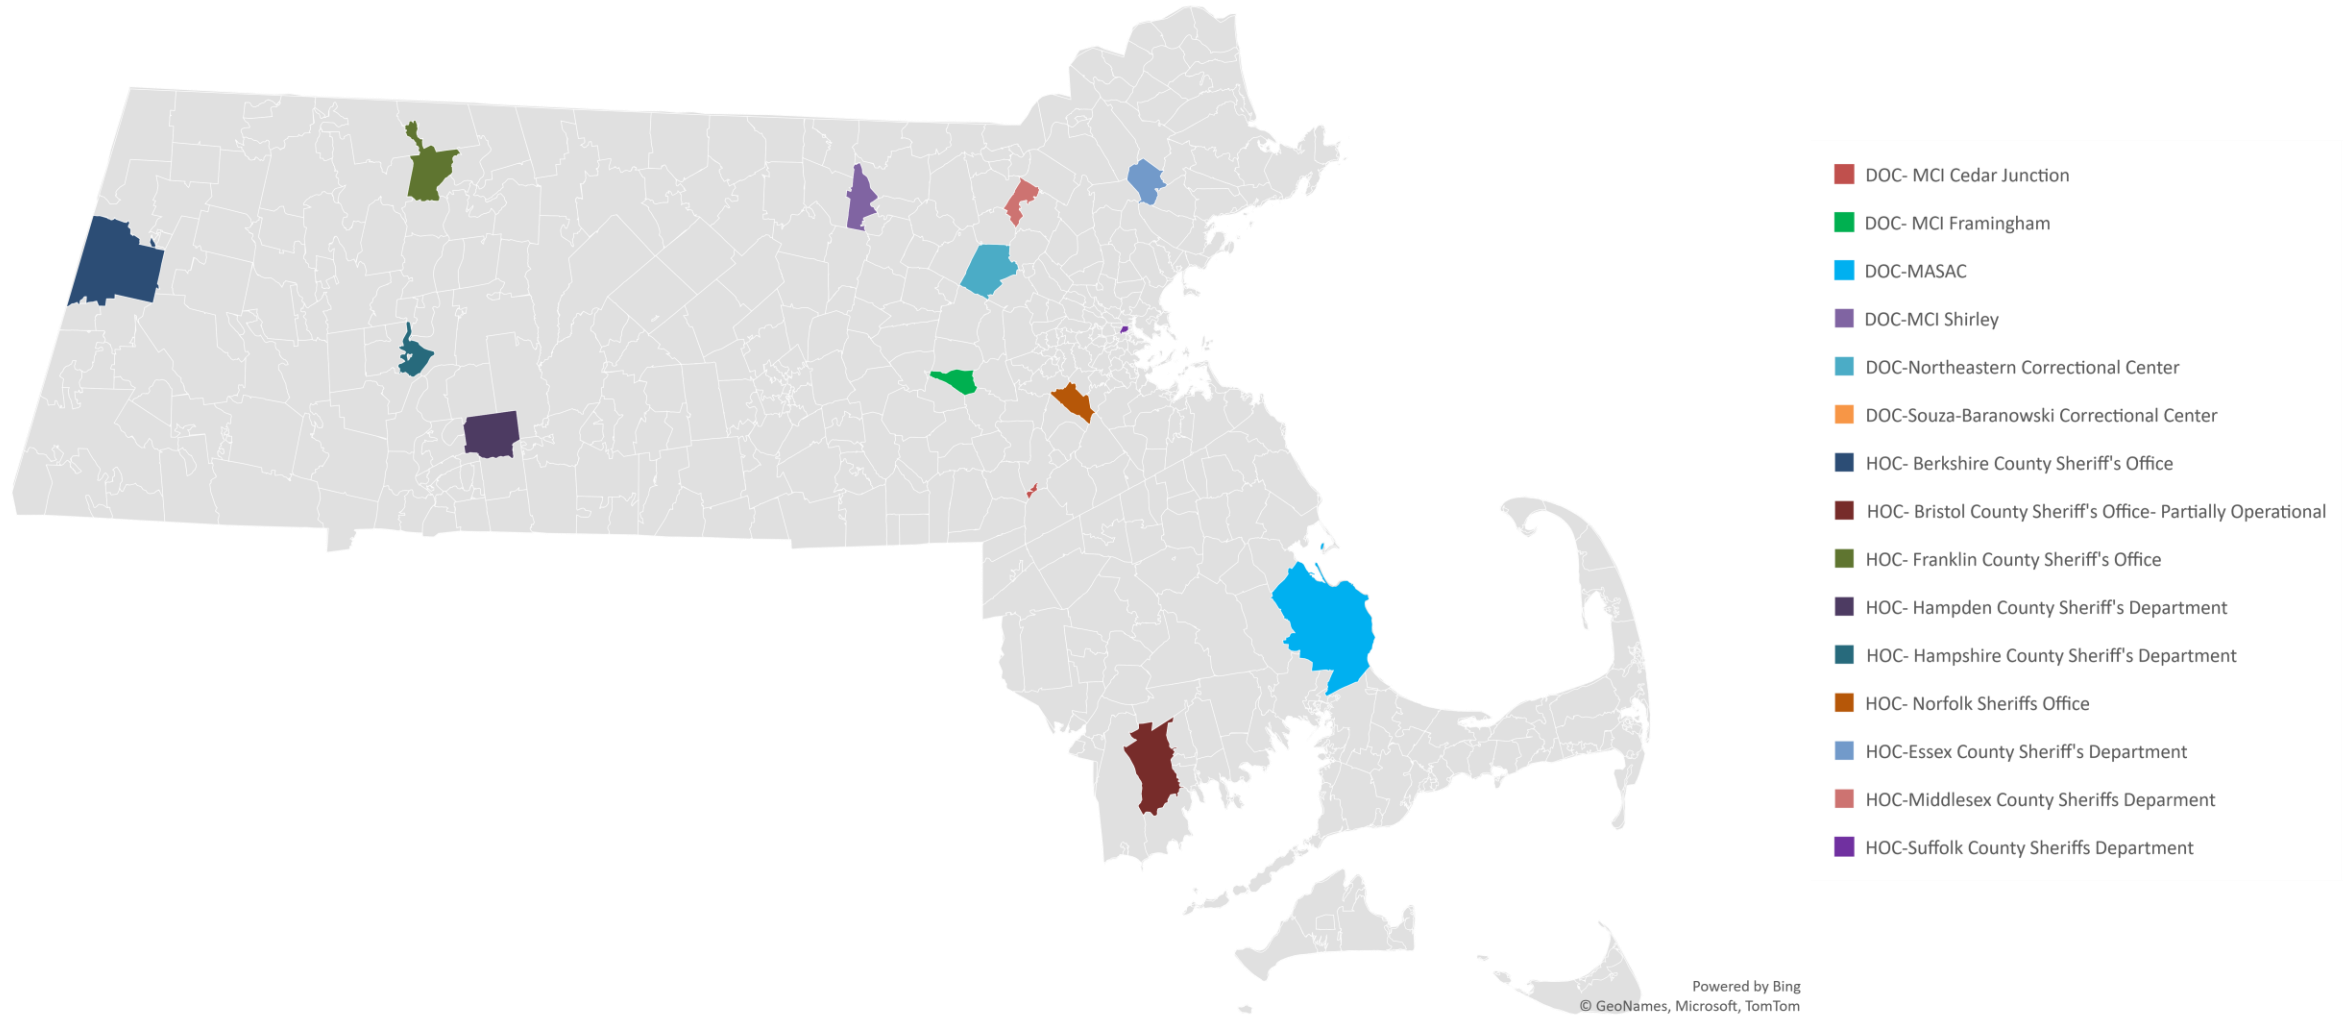 DOC- MCI Cedar Junction
DOC- MCI Framingham
DOC-MASAC
DOC-MCI Shirley
DOC-Northeastern Correctional Center
DOC-Souza-Baranowski Correctional Center
HOC- Berkshire County Sheriff's Office
HOC- Bristol County Sheriff's Office- Partially Operational
HOC- Franklin County Sheriff's Office
HOC- Hampden County Sheriff's Department
HOC- Hampshire County Sheriff's Department
HOC- Norfolk Sheriffs Office
HOC-Essex County Sheriff's Department
HOC-Middlesex County Sheriffs Deparment
HOC-Suffolk County Sheriffs Department
Powered by Bing
© GeoNames, Microsoft, TomTom